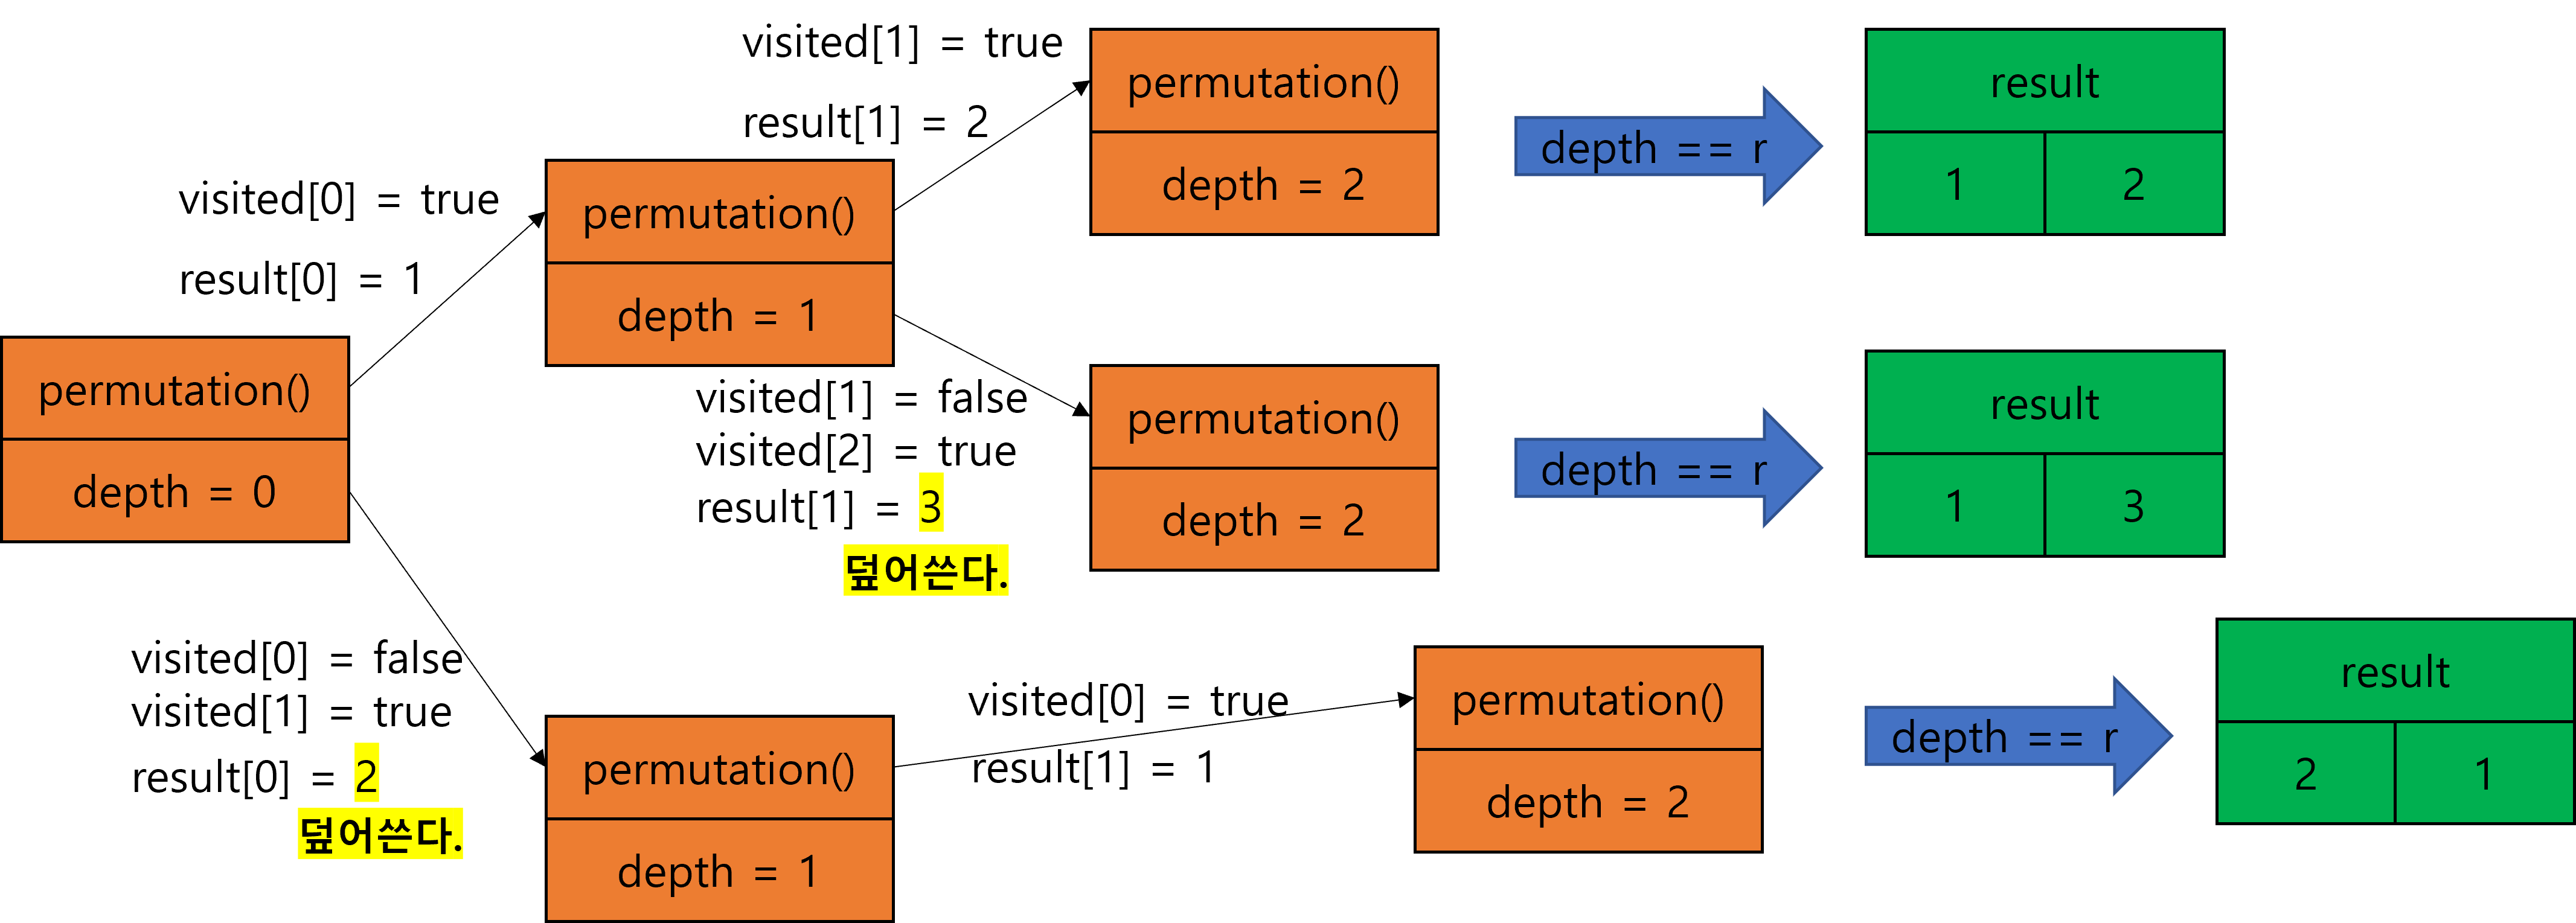 visited[1] = true
result[1] = 2
permutation()
depth = 2
depth == r
result
1 2
visited[0] = true
result[0] = 1
permutation()
depth = 1
permutation()
depth = 0
visited[1] = false
visited[2] = true
result[1] = 3
덮어쓴다.
permutation()
depth = 2
depth == r
result
1 3
visited[0] = false
visited[1] = true
result[0] = 2
덮어쓴다.
permutation()
depth = 1
visited[0] = true
result[1] = 1
permutation()
depth = 2
depth == r
result
2 1